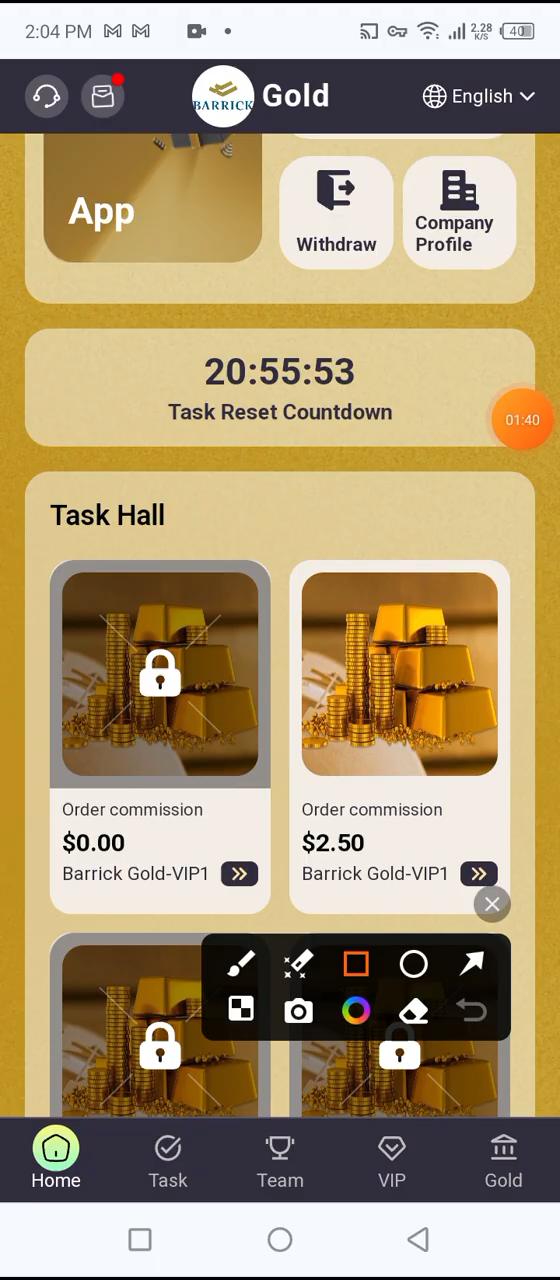 2:04 PM
2.28
K/S
40
BARRICK
Gold
English
App
Withdraw
Company
Profile
20:55:53
Task Reset Countdown
01:40
Task Hall
Order commission
$0.00
Barrick Gold-VIP1
Order commission
$2.50
Barrick Gold-VIP1
Home
Task
Team
VIP
Gold